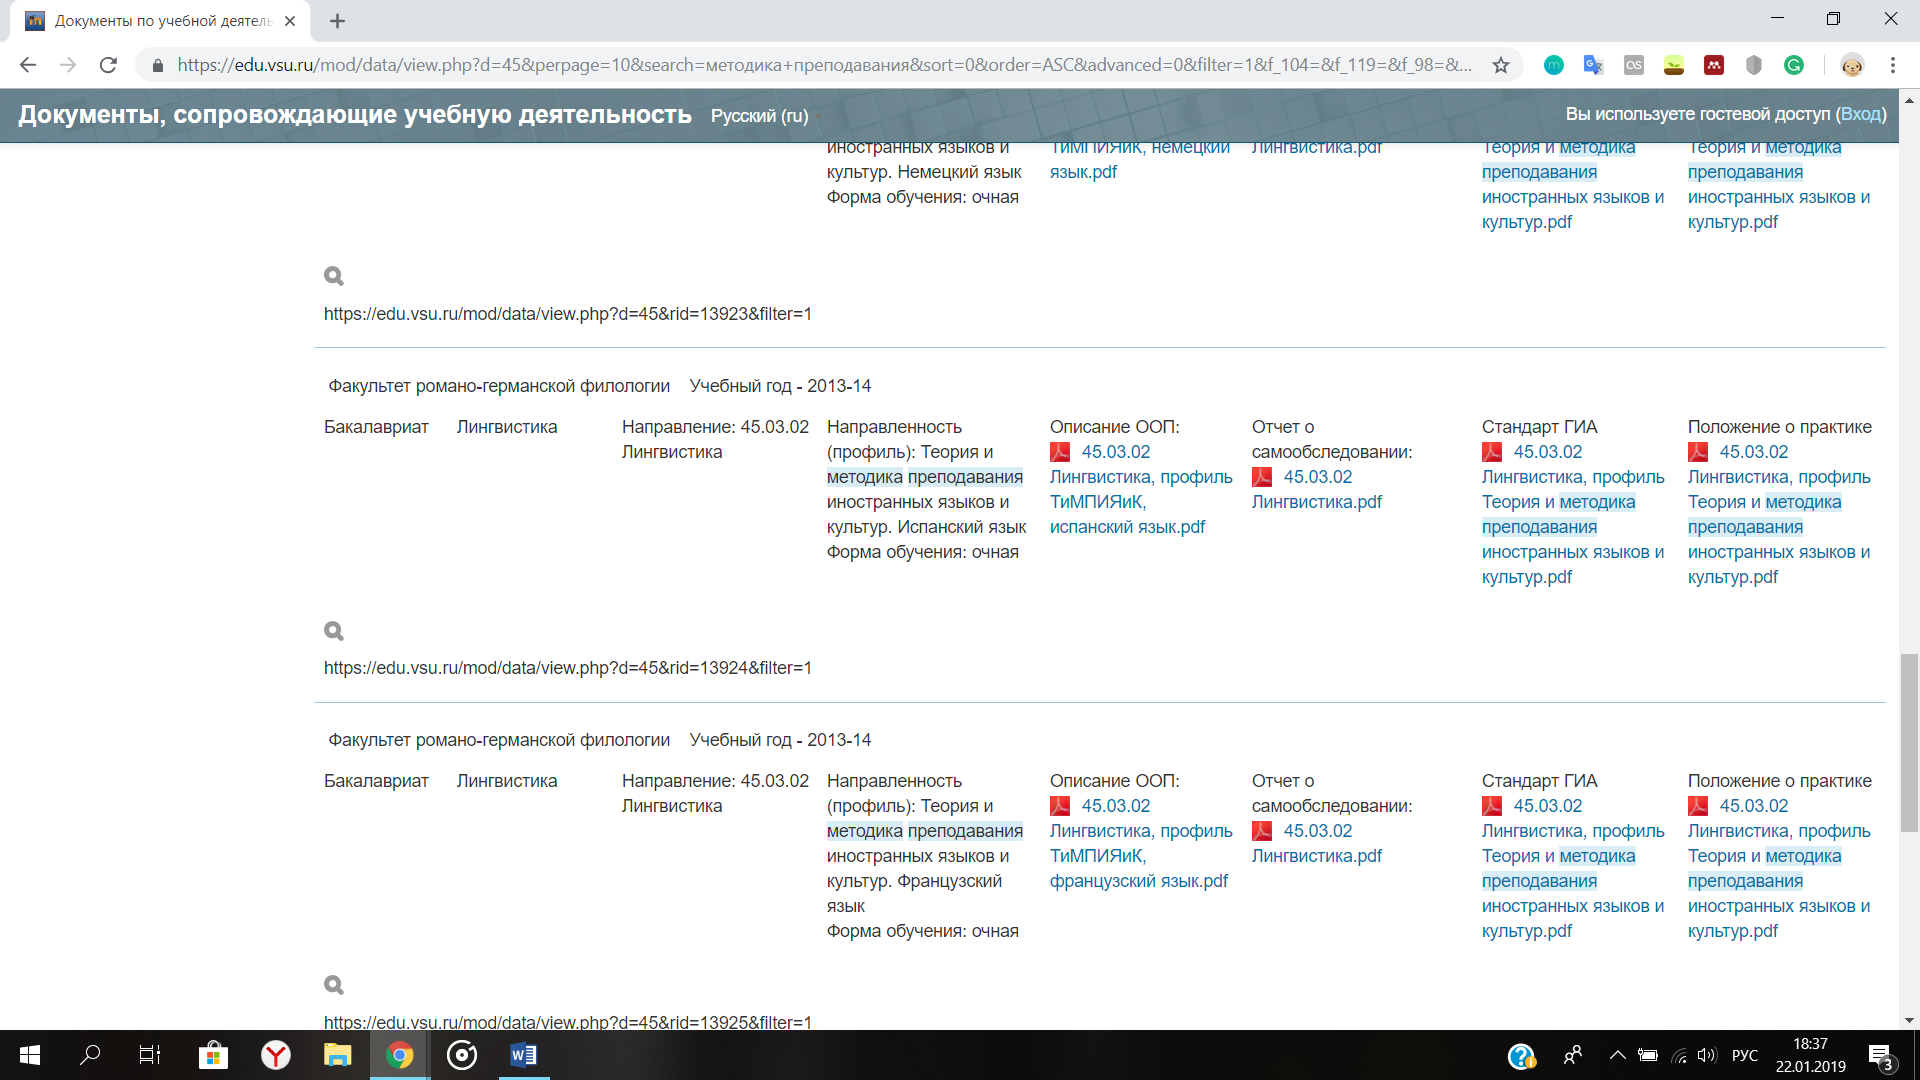 Документы по учебной деятель
https://edu.vsu.ru/mod/data/view.php?d=45&perpage=10&search=методика+преподавания&sort=0&order=ASC&advanced=0&filter=1&f_104=&f_119=&f_98=&...
Документы, сопровождающие учебную деятельность
Русский (ru)
Вы используете гостевой доступ (Вход)
иностранных языков и
культур. Немецкий язык
Форма обучения: очная
ТиМПИЯиК, немецкий
язык.pdf
Лингвистика.pdf
Теория и методика
преподавания
иностранных языков и
культур.pdf
Теория и методика
преподавания
иностранных языков и
культур.pdf
https://edu.vsu.ru/mod/data/view.php?d=45&rid=13923&filter=1
Факультет романо-германской филологии Учебный год - 2013-14
Бакалавриат
Лингвистика
Направление: 45.03.02
Лингвистика
Направленность
(профиль): Теория и
методика преподавания
иностранных языков и
культур. Испанский язык
Форма обучения: очная
Описание ООП:
45.03.02
Лингвистика, профиль
ТиМПИЯиК,
испанский язык.pdf
Отчет о
самообследовании:
45.03.02
Лингвистика.pdf
Стандарт ГИА
45.03.02
Лингвистика, профиль
Теория и методика
преподавания
иностранных языков и
культур.pdf
Положение о практике
45.03.02
Лингвистика, профиль
Теория и методика
преподавания
иностранных языков и
культур.pdf
https://edu.vsu.ru/mod/data/view.php?d=45&rid=13924&filter=1
Факультет романо-германской филологии Учебный год - 2013-14
Бакалавриат
Лингвистика
Направление: 45.03.02
Лингвистика
Направленность
(профиль): Теория и
методика преподавания
иностранных языков и
культур. Французский
язык
Форма обучения: очная
Описание ООП:
45.03.02
Лингвистика, профиль
ТиМПИЯиК,
французский язык.pdf
Отчет о
самообследовании:
45.03.02
Лингвистика.pdf
Стандарт ГИА
45.03.02
Лингвистика, профиль
Теория и методика
преподавания
иностранных языков и
культур.pdf
Положение о практике
45.03.02
Лингвистика, профиль
Теория и методика
преподавания
иностранных языков и
культур.pdf
https://edu.vsu.ru/mod/data/view.php?d=45&rid=13925&filter=1
РУС
18:37
22.01.2019
3